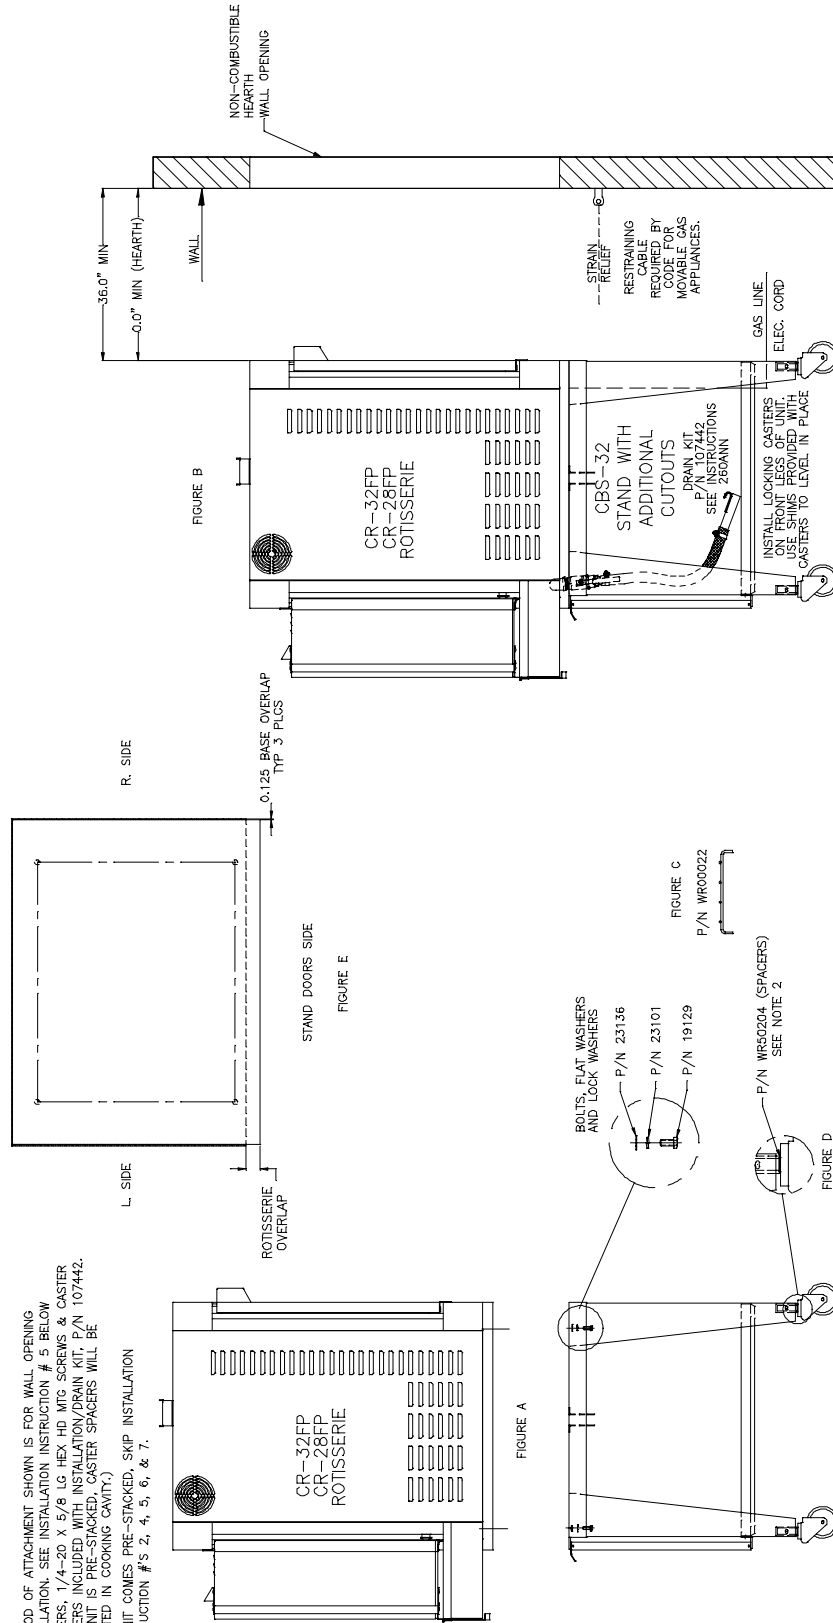 OD OF ATTACHMENT SHOWN IS FOR WALL OPENING
LLATION. SEE INSTALLATION INSTRUCTION # 5 BELOW
ERS, 1/4-20 X 5/8 LG HEX HD MTG SCREWS & CASTER
ERS INCLUDED WITH INSTALLATION/DRAIN KIT, P/N 107442.
NIT IS PRE-STACKED, CASTER SPACERS WILL BE
TED IN COOKING CAVITY.)
IT COMES PRE-STACKED, SKIP INSTALLATION
UCTION #'S 2, 4, 5, 6, & 7.
CR-32FP
CR-28FP
ROTISSERIE
FIGURE A
L. SIDE
R. SIDE
ROTISSERIE
OVERLAP
0.125 BASE OVERLAP
TYP 3 PLCS
STAND DOORS SIDE
FIGURE E
BOLTS, FLAT WASHERS
AND LOCK WASHERS
P/N 23136
P/N 23101
P/N 19129
FIGURE C
P/N WR00022
P/N WR50204 (SPACERS)
SEE NOTE 2
FIGURE D
FIGURE B
36.0" MIN
0.0" MIN (HEARTH)
WALL
NON-COMBUSTIBLE
HEARTH
WALL OPENING
CR-32FP
CR-28FP
ROTISSERIE
STRAIN
RELIEF
RESTRAINING
CABLE
REQUIRED BY
CODE FOR
MOVABLE GAS
APPLIANCES.
CBS-32
STAND WITH
ADDITIONAL
CUTOUTS
DRAIN KIT
P/N 107442
SEE INSTRUCTIONS
260ANN
GAS LINE
ELEC. CORD
INSTALL LOCKING CASTERS
ON FRONT LEGS OF UNIT.
USE SHIMS PROVIDED WITH
CASTERS TO LEVEL IN PLACE